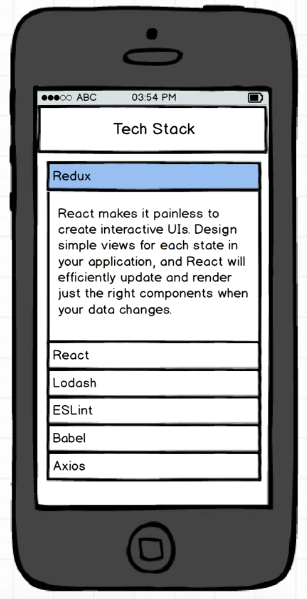 ABC 03:54 PM
Tech Stack
Redux
React makes it painless to
create interactive UIs. Design
simple views for each state in
your application, and React will
efficiently update and render
just the right components when
your data changes.
React
Lodash
ESLint
Babel
Axios